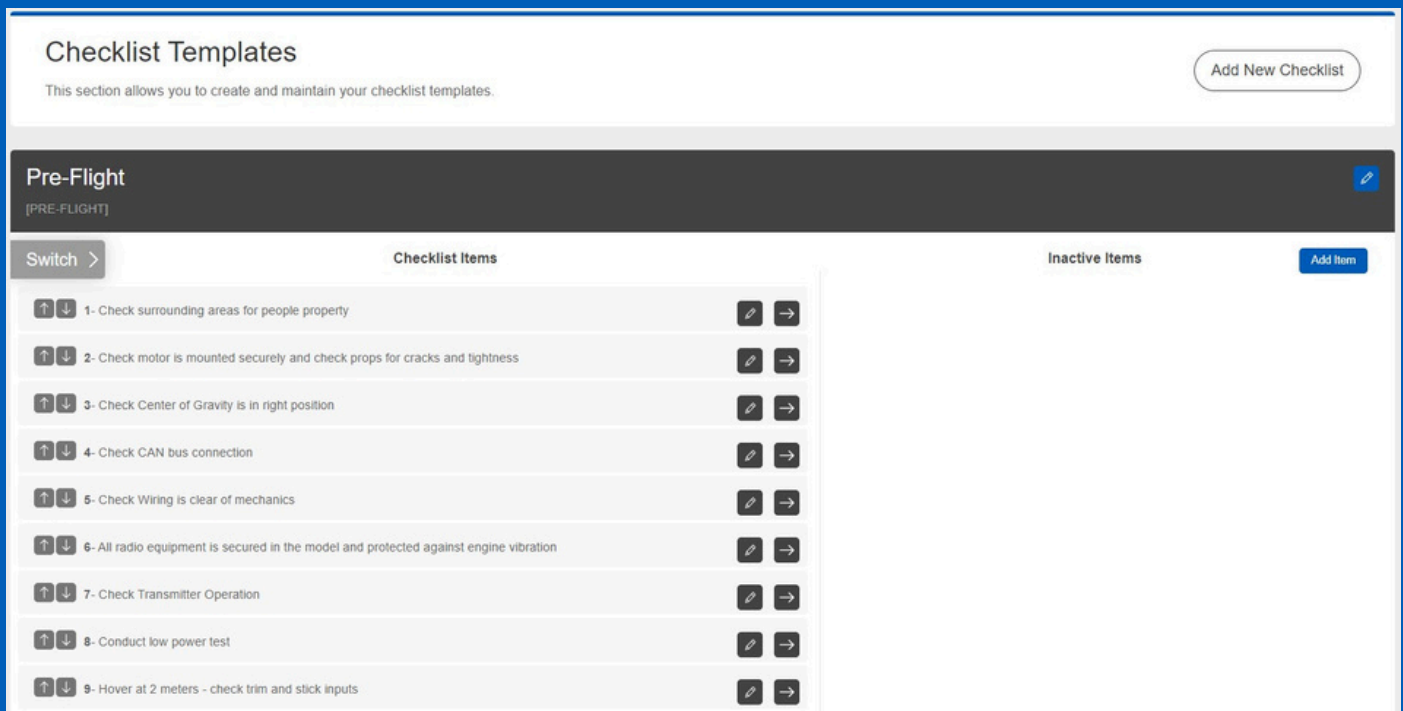 Checklist Templates
Add New Checklist
This section allows you to create and maintain your checklist templates.
Pre-Flight
[PRE-FLIGHT]
Switch
Checklist Items
Inactive Items
Add Item
1- Check surrounding areas for people property
2- Check motor is mounted securely and check props for cracks and tightness
3- Check Center of Gravity is in right position
4- Check CAN bus connection
5- Check Wiring is clear of mechanics
6- All radio equipment is secured in the model and protected against engine vibration
7- Check Transmitter Operation
8- Conduct low power test
9- Hover at 2 meters - check trim and stick inputs